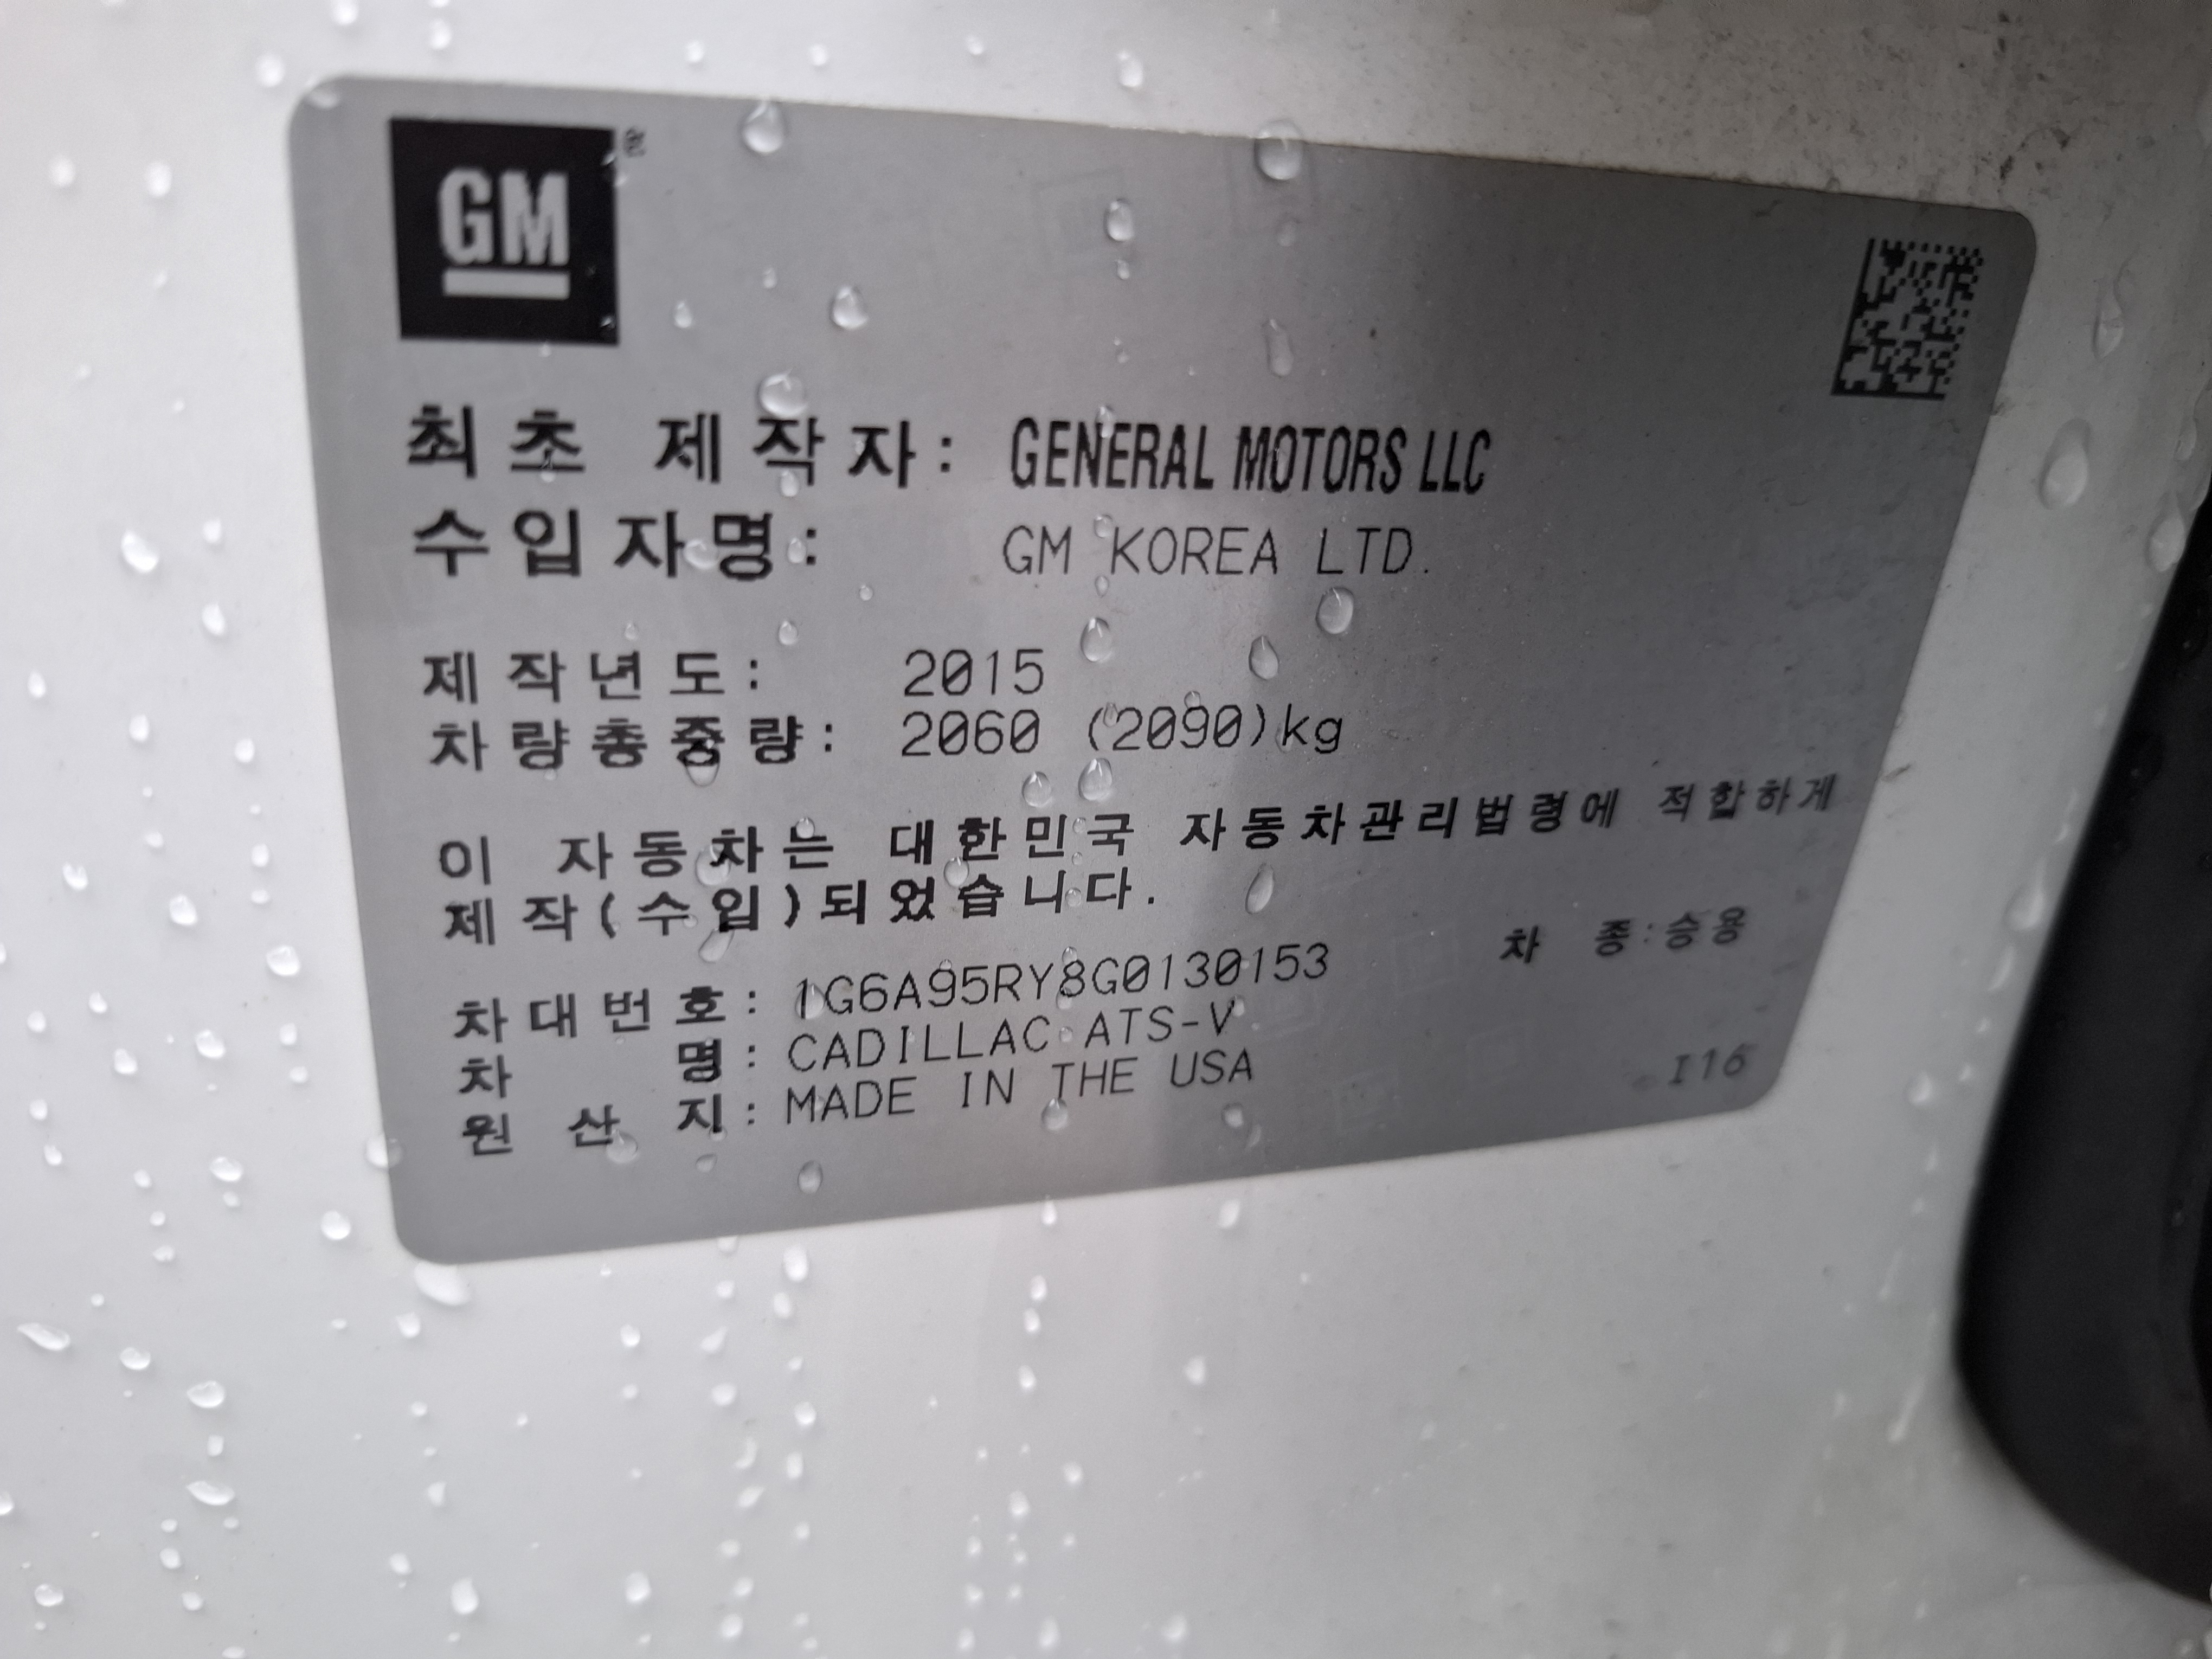 GM
최초 제작자: GENERAL MOTORS LLC
수입자명: GM KOREA LTD.
제작년도: 2015
차량총중량: 2060 (2090)kg
이 자동차는 대한민국 자동차관리법령에 적합하게
제작(수입)되었습니다.
차대번호: 1G6A95RY8G0130153 차 종:승용
차 명: CADILLAC ATS-V
원 산 지: MADE IN THE USA
I16